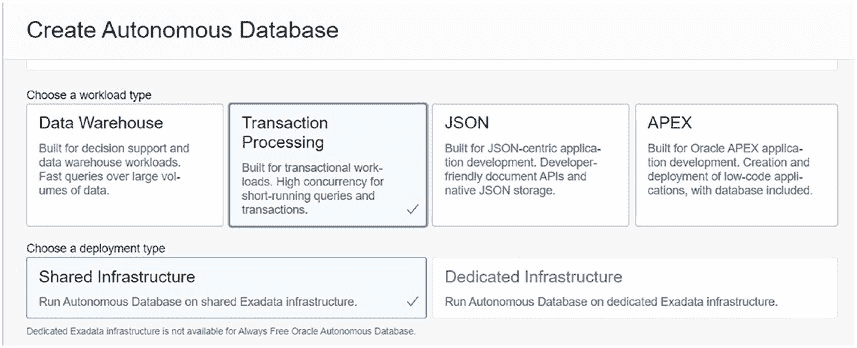 Create Autonomous Database
Choose a workload type
Data Warehouse
Built for decision support and
data warehouse workloads.
Fast queries over large vol-
umes of data.
Transaction
Processing
Built for transactional work-
loads. High concurrency for
short-running queries and
transactions.
JSON
Built for JSON-centric applica-
tion development. Developer-
friendly document APIs and
native JSON storage.
APEX
Built for Oracle APEX applica-
tion development. Creation and
deployment of low-code appli-
cations, with database included.
Choose a deployment type
Shared Infrastructure
Run Autonomous Database on shared Exadata infrastructure.
Dedicated Infrastructure
Run Autonomous Database on dedicated Exadata infrastructure.
Dedicated Exadata infrastructure is not available for Always Free Oracle Autonomous Database.